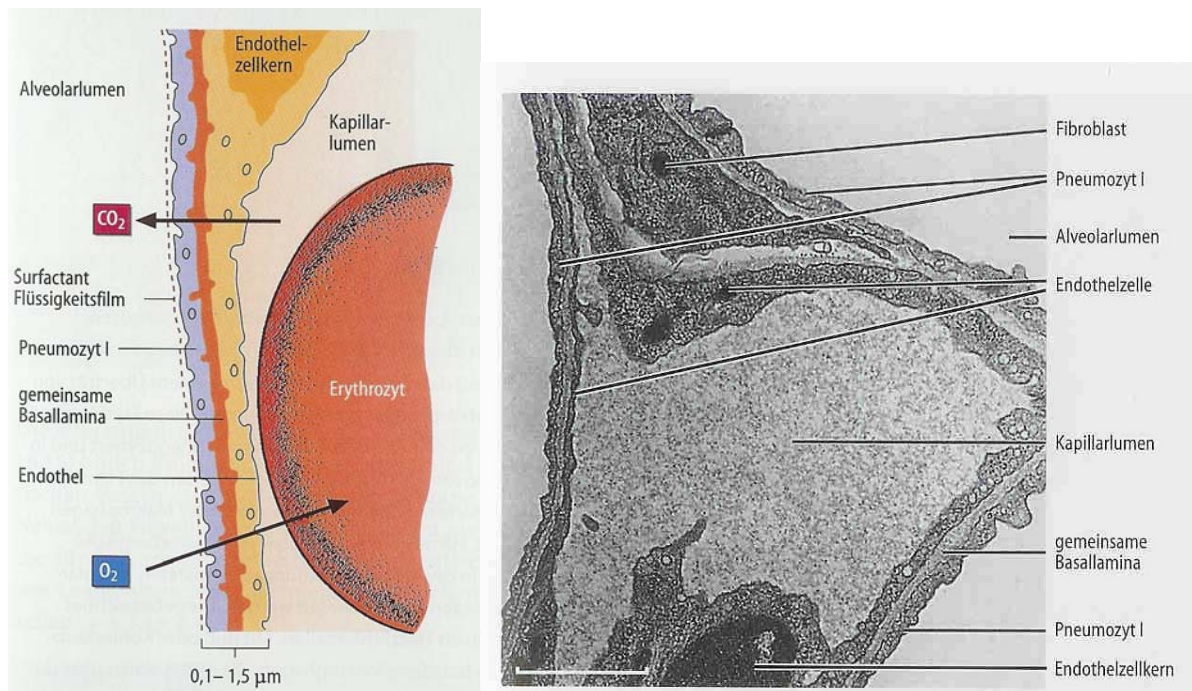 Endothel-
zellkern
Alveolarlumen
Kapillar-
lumen
CO₂
Surfactant
Flüssigkeitsfilm
Pneumozyt I
gemeinsame
Basallamina
Erythrozyt
Endothel
O₂
0,1– 1,5 µm
Fibroblast
Pneumozyt I
Alveolarlumen
Endothelzelle
Kapillarlumen
gemeinsame
Basallamina
Pneumozyt I
Endothelzellkern